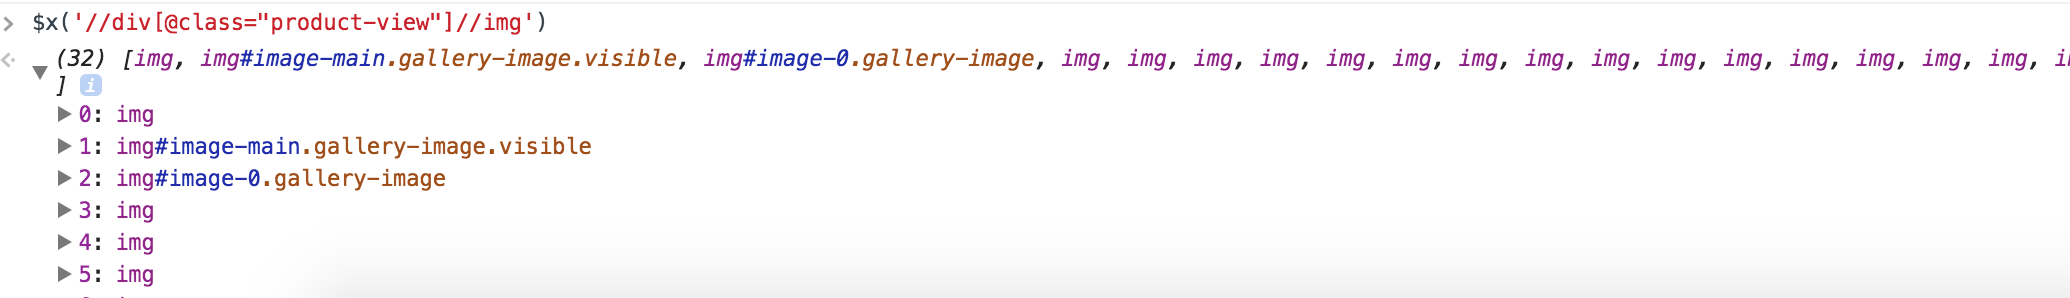 > $x('//div[@class="product-view"]//img')
(32) [img, img#image-main.gallery-image.visible, img#image-0.gallery-image, img, img, img, img, img, img, img, img, img, img, img, img, img, img, img,
] i
0: img
1: img#image-main.gallery-image.visible
2: img#image-0.gallery-image
3: img
4: img
5: img